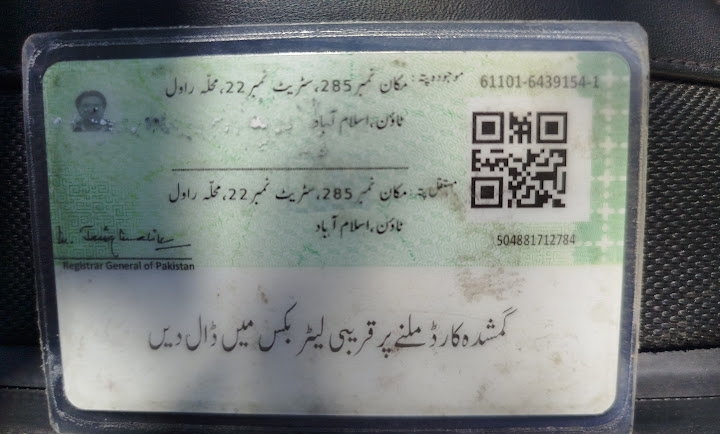 61101-6439154-1
موجودہ پتہ: مکان نمبر 285، سٹریٹ نمبر 22، محلّہ راول
ٹاؤن، اسلام آباد
مستقل پتہ: مکان نمبر 285، سٹریٹ نمبر 22، محلّہ راول
ٹاؤن، اسلام آباد
504881712784
Registrar General of Pakistan
گمشدہ کارڈ ملنے پر قریبی لیٹر بکس میں ڈال دیں